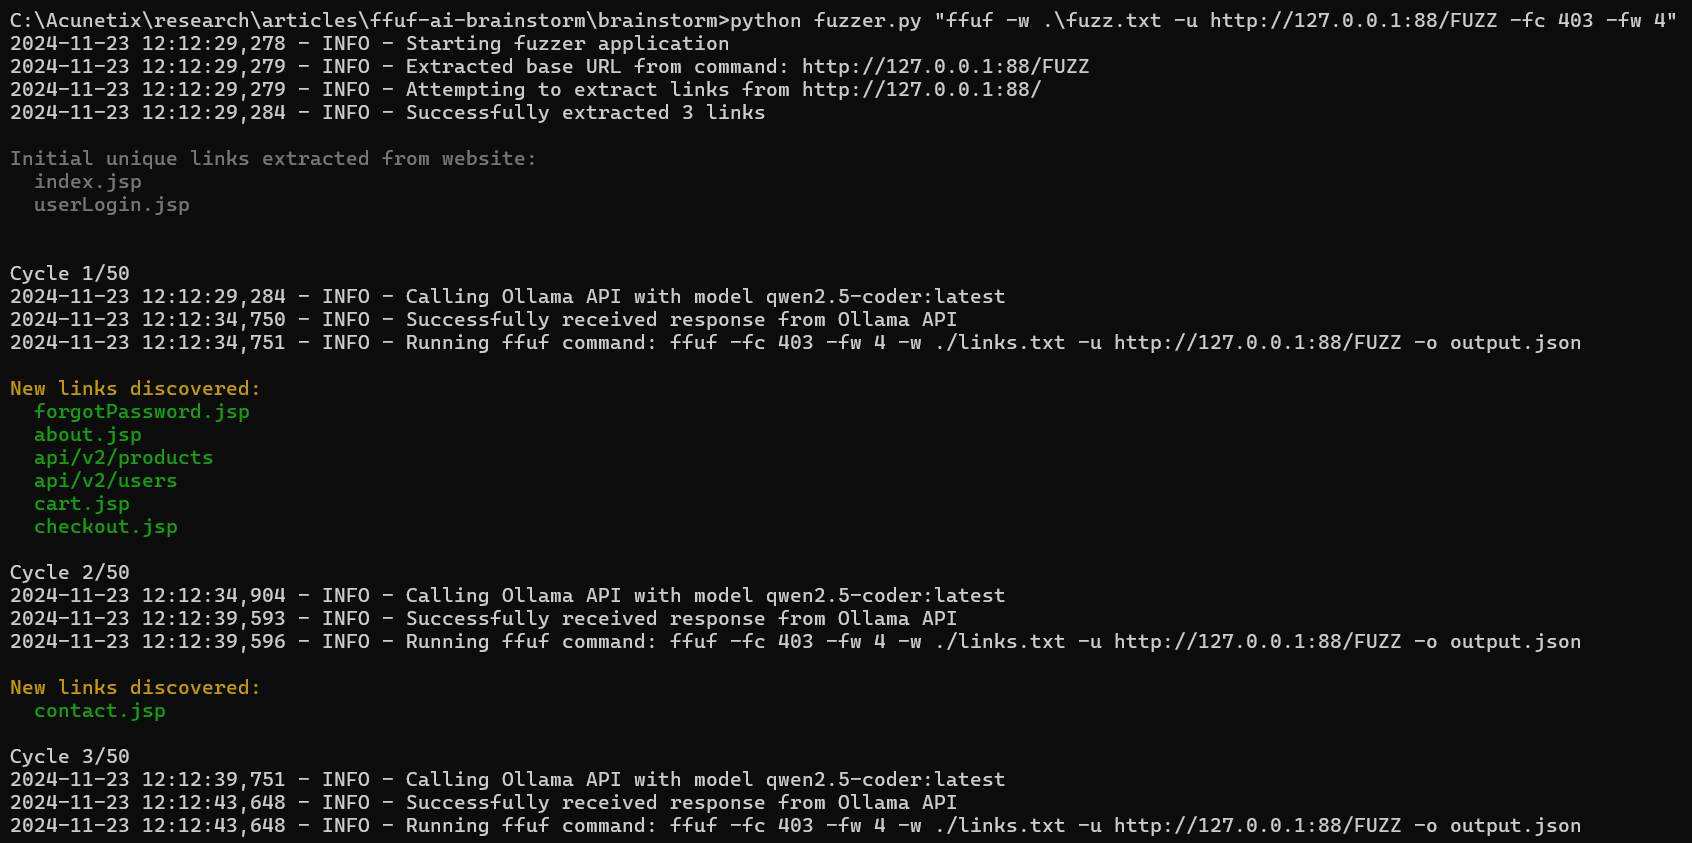 C:\Acunetix\research\articles\ffuf-ai-brainstorm\brainstorm>python fuzzer.py "ffuf -w .\fuzz.txt -u http://127.0.0.1:88/FUZZ -fc 403 -fw 4"
2024-11-23 12:12:29,278 - INFO - Starting fuzzer application
2024-11-23 12:12:29,279 - INFO - Extracted base URL from command: http://127.0.0.1:88/FUZZ
2024-11-23 12:12:29,279 - INFO - Attempting to extract links from http://127.0.0.1:88/
2024-11-23 12:12:29,284 - INFO - Successfully extracted 3 links
Initial unique links extracted from website:
index.jsp
userLogin.jsp
Cycle 1/50
2024-11-23 12:12:29,284 - INFO - Calling Ollama API with model qwen2.5-coder:latest
2024-11-23 12:12:34,750 - INFO - Successfully received response from Ollama API
2024-11-23 12:12:34,751 - INFO - Running ffuf command: ffuf -fc 403 -fw 4 -w ./links.txt -u http://127.0.0.1:88/FUZZ -o output.json
New links discovered:
forgotPassword.jsp
about.jsp
api/v2/products
api/v2/users
cart.jsp
checkout.jsp
Cycle 2/50
2024-11-23 12:12:34,904 - INFO - Calling Ollama API with model qwen2.5-coder:latest
2024-11-23 12:12:39,593 - INFO - Successfully received response from Ollama API
2024-11-23 12:12:39,596 - INFO - Running ffuf command: ffuf -fc 403 -fw 4 -w ./links.txt -u http://127.0.0.1:88/FUZZ -o output.json
New links discovered:
contact.jsp
Cycle 3/50
2024-11-23 12:12:39,751 - INFO - Calling Ollama API with model qwen2.5-coder:latest
2024-11-23 12:12:43,648 - INFO - Successfully received response from Ollama API
2024-11-23 12:12:43,648 - INFO - Running ffuf command: ffuf -fc 403 -fw 4 -w ./links.txt -u http://127.0.0.1:88/FUZZ -o output.json